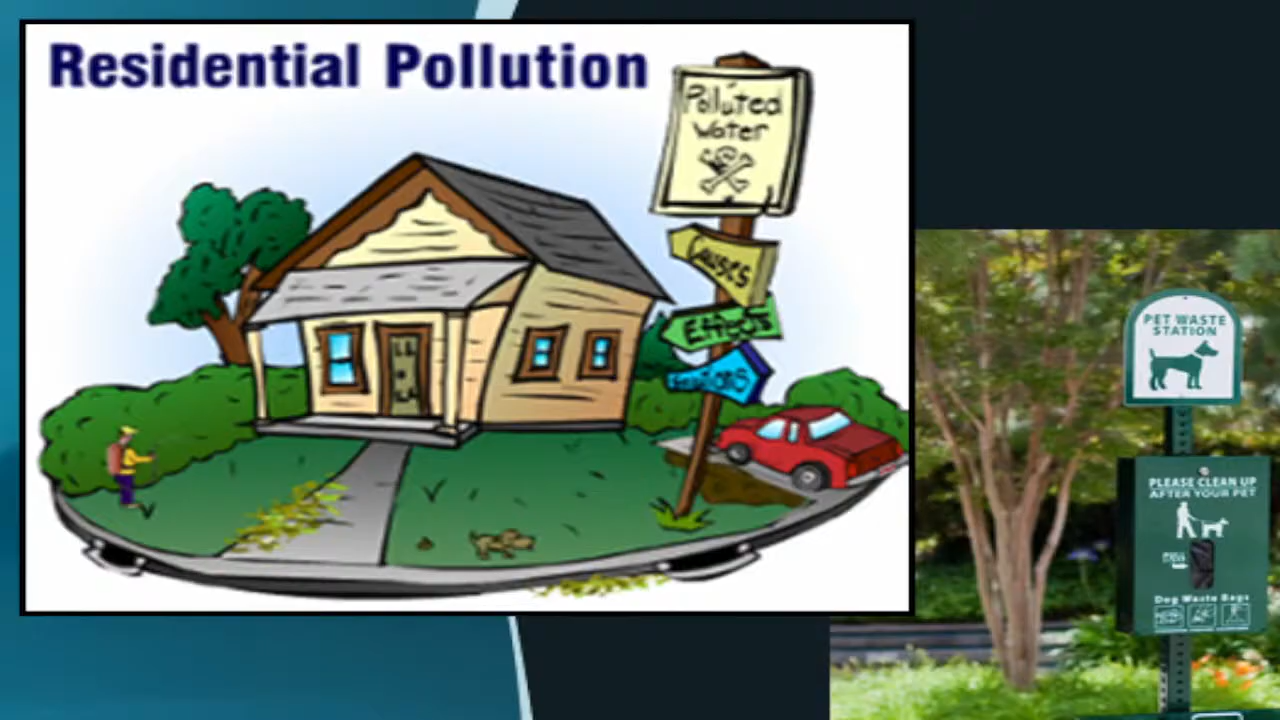 Residential Pollution
Polluted
Water
Causes
Effects
Solutions
PET WASTE
STATION
PLEASE CLEAN UP
AFTER YOUR PET
Dog Waste Bags